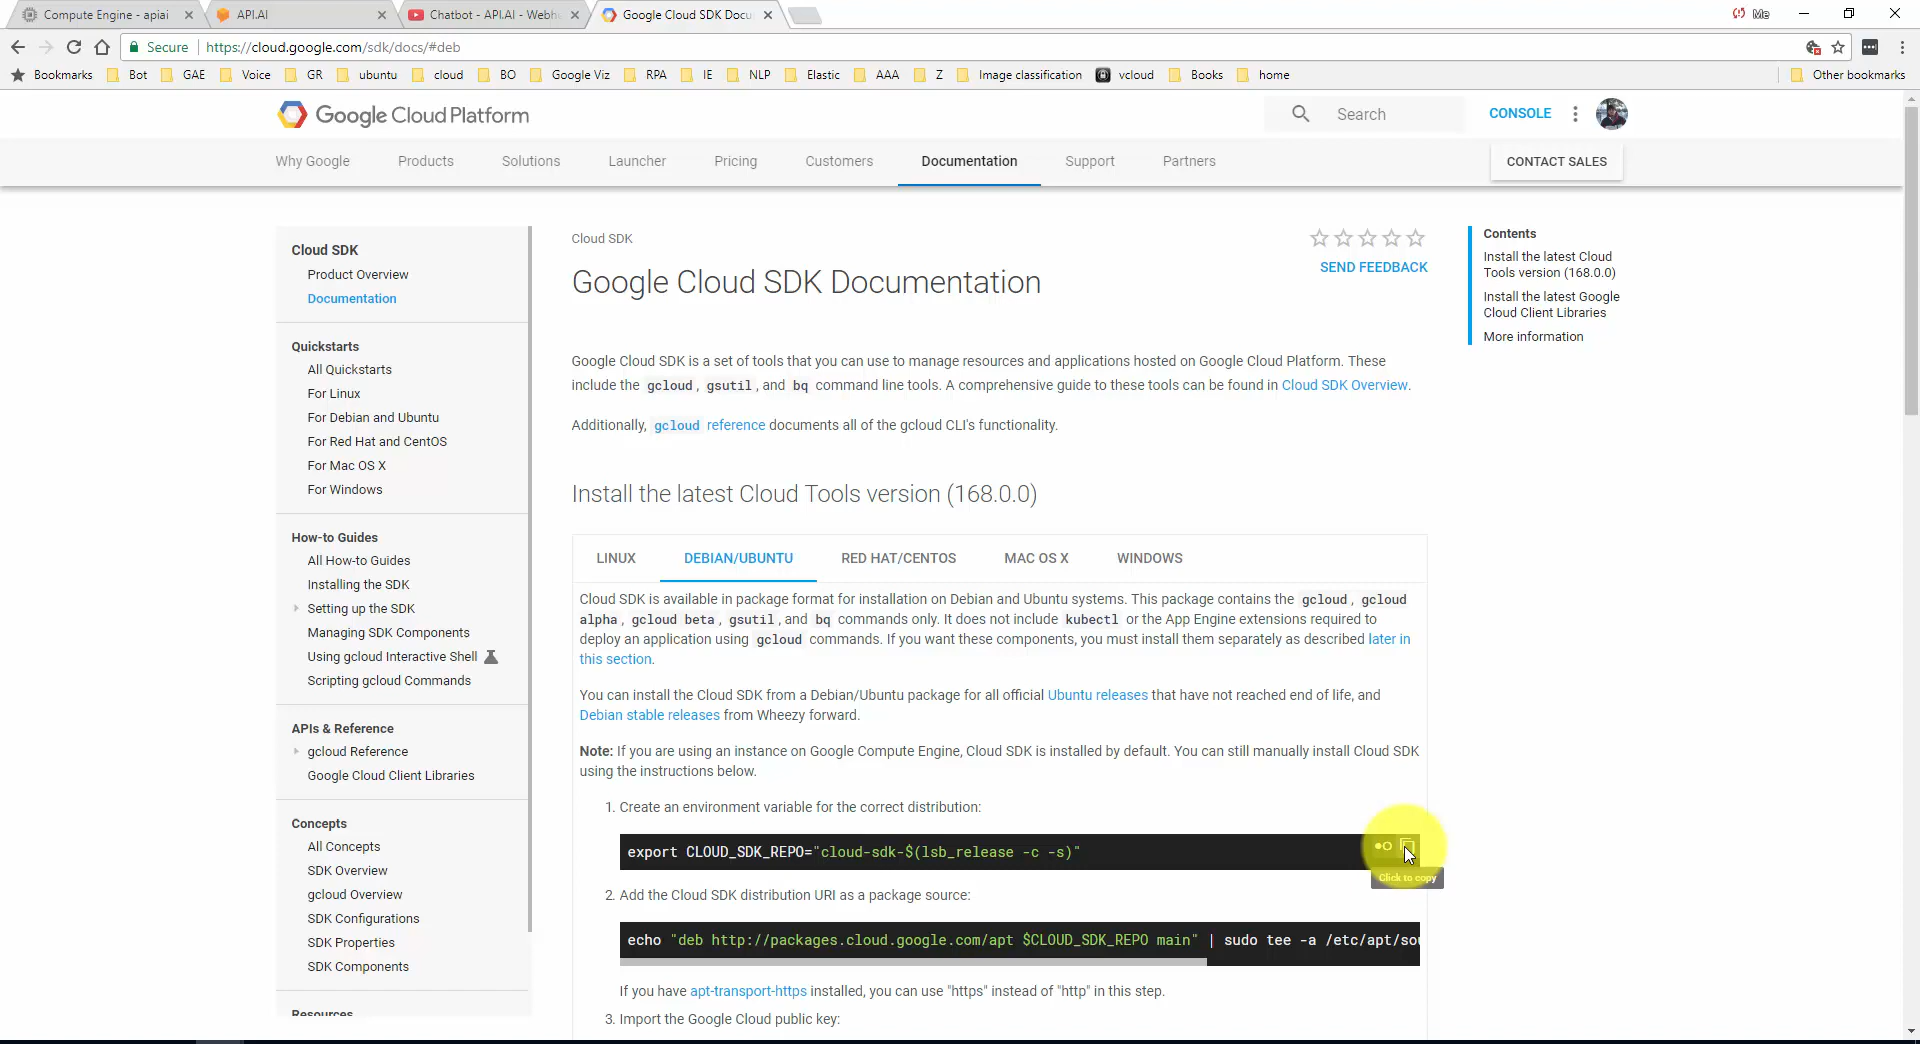 Compute Engine - apiai
API.AI
Chatbot - API.AI - Webh
Google Cloud SDK Docu
Me
Secure
https://cloud.google.com/sdk/docs/#deb
Bookmarks
Bot
GAE
Voice
GR
ubuntu
cloud
BO
Google Viz
RPA
IE
NLP
Elastic
AAA
Z
Image classification
vcloud
Books
home
Other bookmarks
Google Cloud Platform
Search
CONSOLE
Why Google
Products
Solutions
Launcher
Pricing
Customers
Documentation
Support
Partners
CONTACT SALES
Cloud SDK
Product Overview
Documentation
Quickstarts
All Quickstarts
For Linux
For Debian and Ubuntu
For Red Hat and CentOS
For Mac OS X
For Windows
How-to Guides
All How-to Guides
Installing the SDK
Setting up the SDK
Managing SDK Components
Using gcloud Interactive Shell
Scripting gcloud Commands
APIs & Reference
gcloud Reference
Google Cloud Client Libraries
Concepts
All Concepts
SDK Overview
gcloud Overview
SDK Configurations
SDK Properties
SDK Components
Resources
Cloud SDK
SEND FEEDBACK
Google Cloud SDK Documentation
Google Cloud SDK is a set of tools that you can use to manage resources and applications hosted on Google Cloud Platform. These
include the gcloud, gsutil, and bq command line tools. A comprehensive guide to these tools can be found in Cloud SDK Overview.
Additionally, gcloud reference documents all of the gcloud CLI's functionality.
Install the latest Cloud Tools version (168.0.0)
LINUX
DEBIAN/UBUNTU
RED HAT/CENTOS
MAC OS X
WINDOWS
Cloud SDK is available in package format for installation on Debian and Ubuntu systems. This package contains the gcloud, gcloud
alpha, gcloud beta, gsutil, and bq commands only. It does not include kubectl or the App Engine extensions required to
deploy an application using gcloud commands. If you want these components, you must install them separately as described later in
this section.
You can install the Cloud SDK from a Debian/Ubuntu package for all official Ubuntu releases that have not reached end of life, and
Debian stable releases from Wheezy forward.
Note: If you are using an instance on Google Compute Engine, Cloud SDK is installed by default. You can still manually install Cloud SDK
using the instructions below.
1. Create an environment variable for the correct distribution:
export CLOUD_SDK_REPO="cloud-sdk-$(lsb_release -c -s)"
Click to copy
2. Add the Cloud SDK distribution URI as a package source:
echo "deb http://packages.cloud.google.com/apt $CLOUD_SDK_REPO main" | sudo tee -a /etc/apt/sou
If you have apt-transport-https installed, you can use "https" instead of "http" in this step.
3. Import the Google Cloud public key:
Contents
Install the latest Cloud
Tools version (168.0.0)
Install the latest Google
Cloud Client Libraries
More information